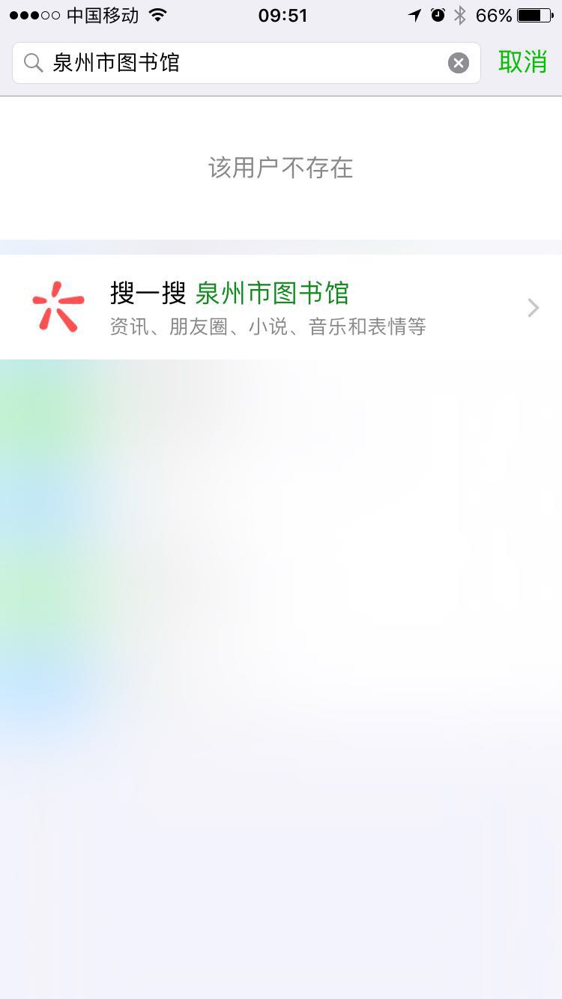 中国移动 09:51 66%
泉州市图书馆 取消
该用户不存在
搜一搜 泉州市图书馆
资讯、朋友圈、小说、音乐和表情等